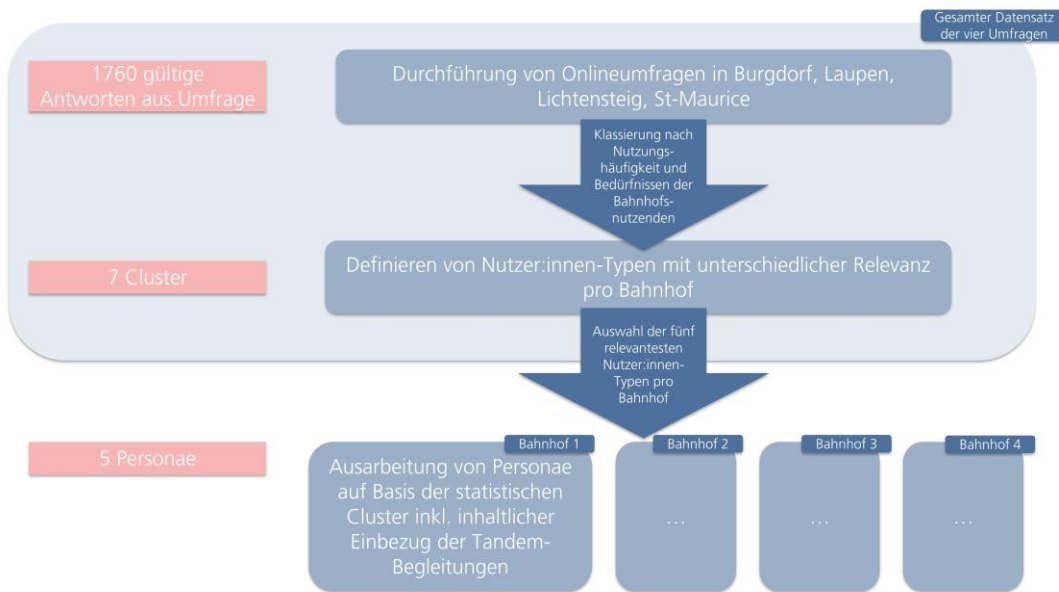 Gesamter Datensatz
der vier Umfragen
1760 gültige
Antworten aus Umfrage
Durchführung von Onlineumfragen in Burgdorf, Laupen,
Lichtensteig, St-Maurice
Klassierung nach
Nutzungs-
häufigkeit und
Bedürfnissen der
Bahnhofs-
nutzenden
7 Cluster
Definieren von Nutzer:innen-Typen mit unterschiedlicher Relevanz
pro Bahnhof
Auswahl der fünf
relevantesten
Nutzer:innen-
Typen pro
Bahnhof
5 Personae
Bahnhof 1
Ausarbeitung von Personae
auf Basis der statistischen
Cluster inkl. inhaltlicher
Einbezug der Tandem-
Begleitungen
Bahnhof 2
...
Bahnhof 3
...
Bahnhof 4
...